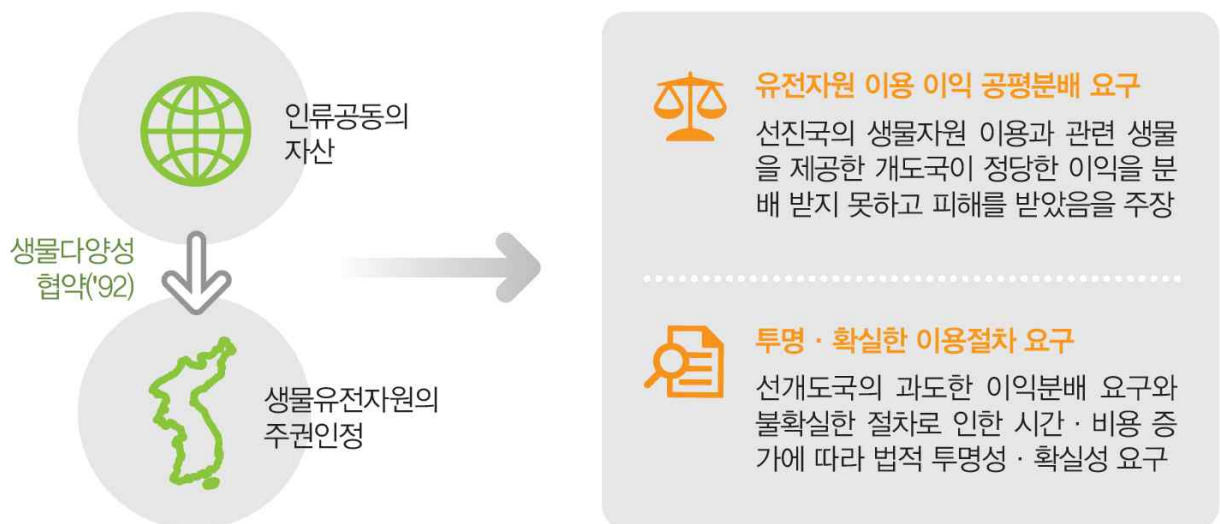 인류공동의
자산
생물다양성
협약('92)
생물유전자원의
주권인정
유전자원 이용 이익 공평분배 요구
선진국의 생물자원 이용과 관련 생물
을 제공한 개도국이 정당한 이익을 분
배 받지 못하고 피해를 받았음을 주장
투명 · 확실한 이용절차 요구
선개도국의 과도한 이익분배 요구와
불확실한 절차로 인한 시간 · 비용 증
가에 따라 법적 투명성 · 확실성 요구